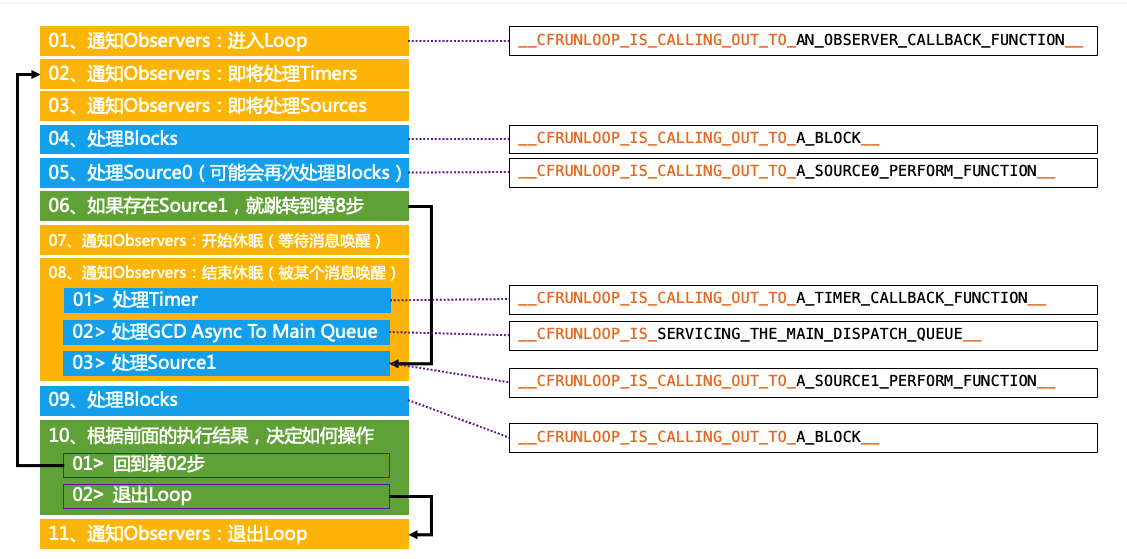 01、通知Observers：进入Loop
__CFRUNLOOP_IS_CALLING_OUT_TO_AN_OBSERVER_CALLBACK_FUNCTION__
02、通知Observers：即将处理Timers
03、通知Observers：即将处理Sources
04、处理Blocks
__CFRUNLOOP_IS_CALLING_OUT_TO_A_BLOCK__
05、处理Source0（可能会再次处理Blocks）
__CFRUNLOOP_IS_CALLING_OUT_TO_A_SOURCE0_PERFORM_FUNCTION__
06、如果存在Source1，就跳转到第8步
07、通知Observers：开始休眠（等待消息唤醒）
08、通知Observers：结束休眠（被某个消息唤醒）
01> 处理Timer
__CFRUNLOOP_IS_CALLING_OUT_TO_A_TIMER_CALLBACK_FUNCTION__
02> 处理GCD Async To Main Queue
__CFRUNLOOP_IS_SERVICING_THE_MAIN_DISPATCH_QUEUE__
03> 处理Source1
__CFRUNLOOP_IS_CALLING_OUT_TO_A_SOURCE1_PERFORM_FUNCTION__
09、处理Blocks
__CFRUNLOOP_IS_CALLING_OUT_TO_A_BLOCK__
10、根据前面的执行结果，决定如何操作
01> 回到第02步
02> 退出Loop
11、通知Observers：退出Loop